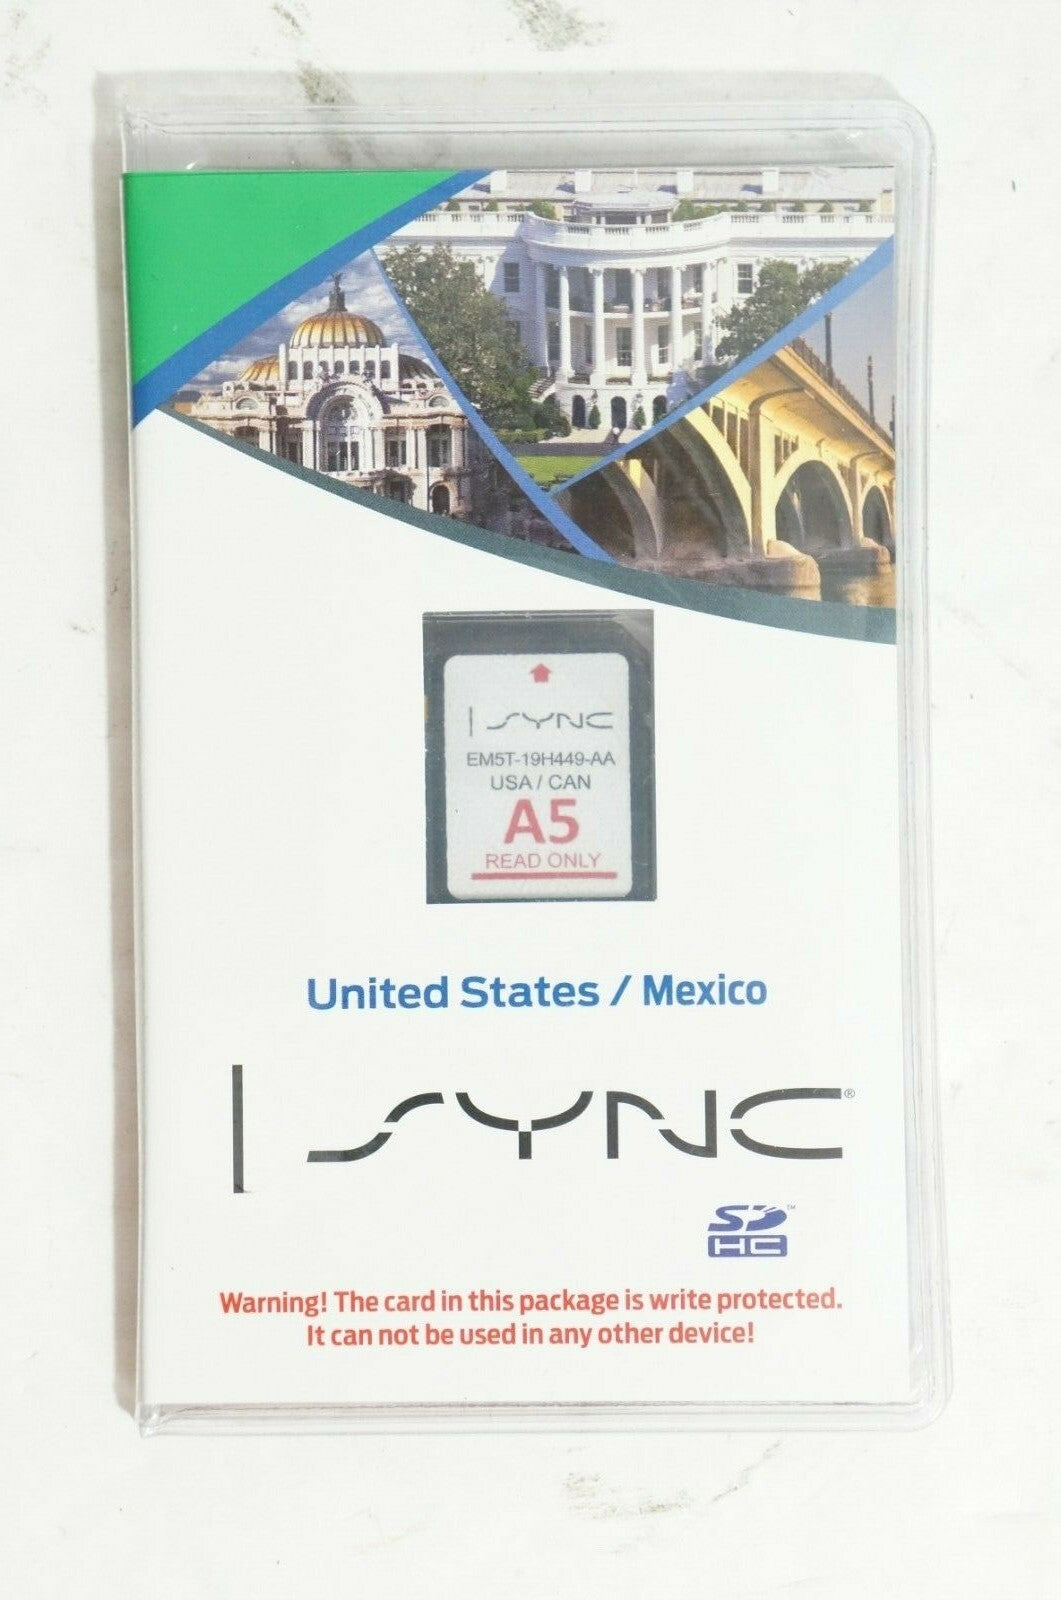 SYNC
EM5T-19H449-AA
USA / CAN
A5
READ ONLY
United States / Mexico
SYNC®
SD™
HC
Warning! The card in this package is write protected.
It can not be used in any other device!